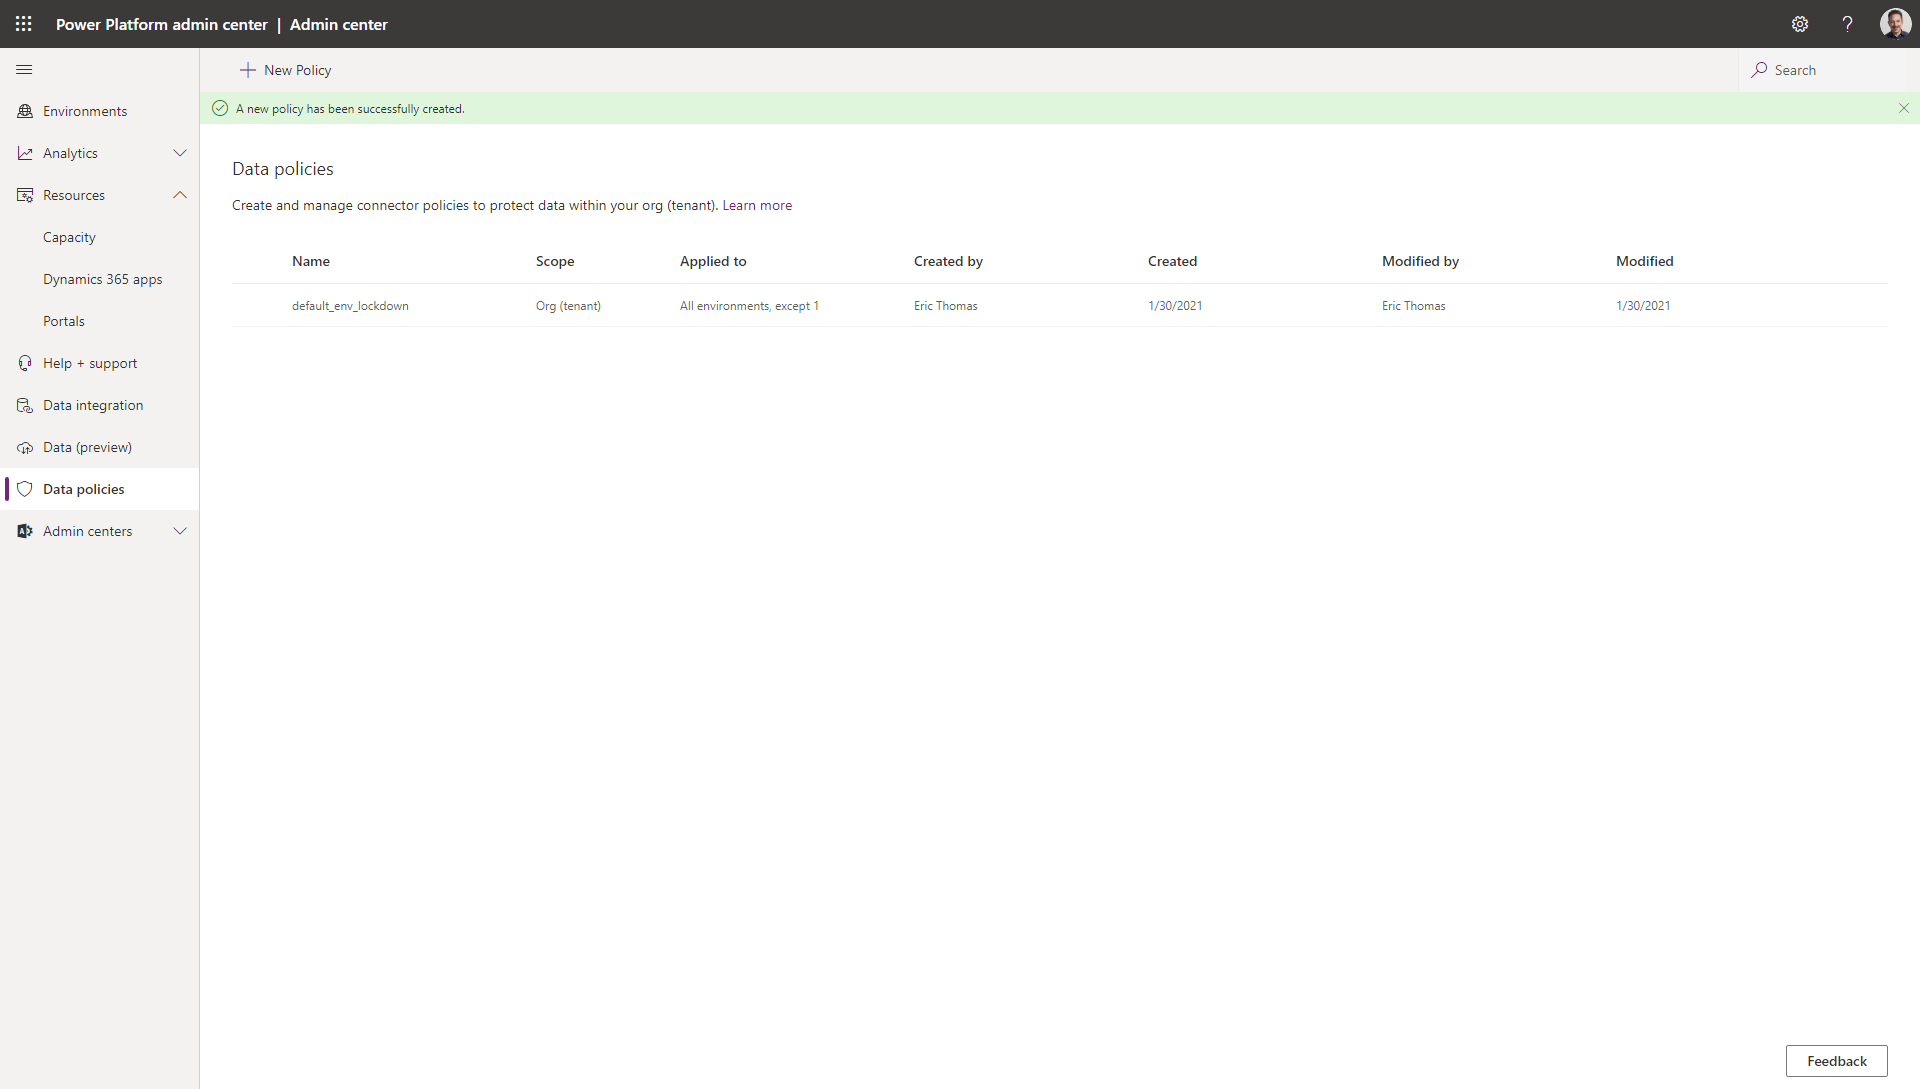 Power Platform admin center | Admin center
New Policy
Search
A new policy has been successfully created.
Environments
Analytics
Resources
Capacity
Dynamics 365 apps
Portals
Help + support
Data integration
Data (preview)
Data policies
Admin centers
Data policies
Create and manage connector policies to protect data within your org (tenant). Learn more
Name Scope Applied to Created by Created Modified by Modified
default_env_lockdown Org (tenant) All environments, except 1 Eric Thomas 1/30/2021 Eric Thomas 1/30/2021
Feedback